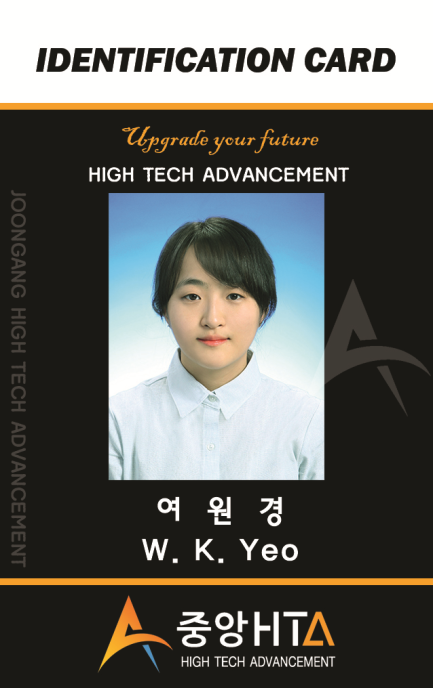 IDENTIFICATION CARD
Upgrade your future
HIGH TECH ADVANCEMENT
JOONGANG HIGH TECH ADVANCEMENT
여 원 경
W. K. Yeo
중앙HTA
HIGH TECH ADVANCEMENT